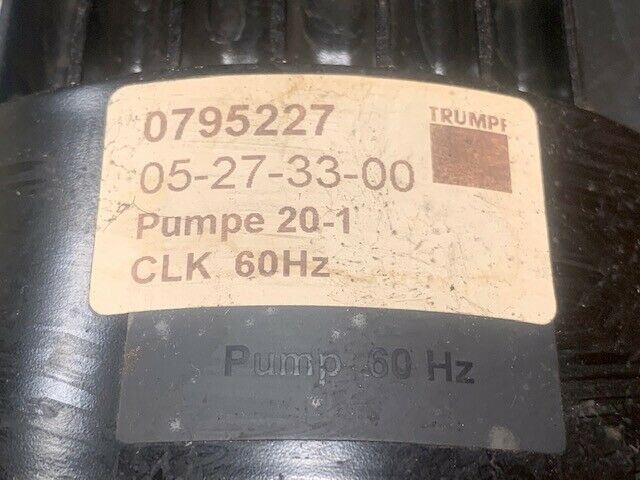 0795227
TRUMPF
05-27-33-00
Pumpe 20-1
CLK 60Hz
Pump 60 Hz